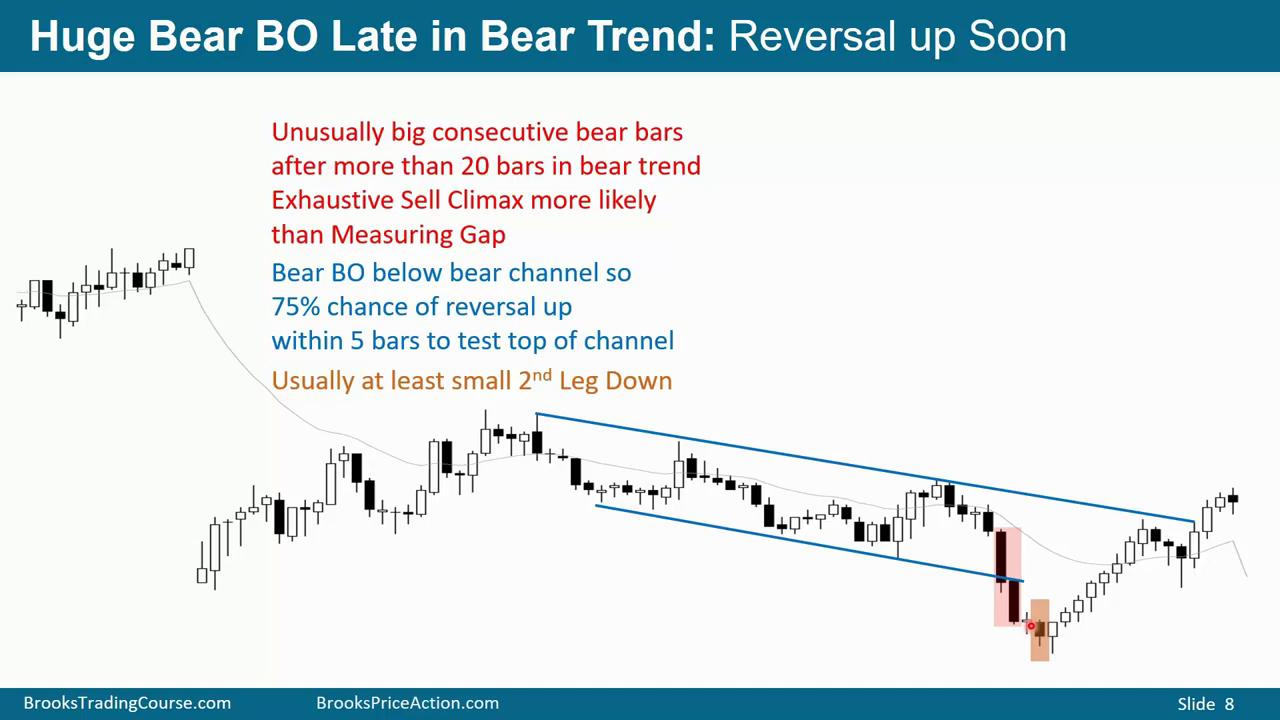 Huge Bear BO Late in Bear Trend: Reversal up Soon
Unusually big consecutive bear bars
after more than 20 bars in bear trend
Exhaustive Sell Climax more likely
than Measuring Gap
Bear BO below bear channel so
75% chance of reversal up
within 5 bars to test top of channel
Usually at least small 2nd Leg Down
BrooksTradingCourse.com
BrooksPriceAction.com
Slide 8